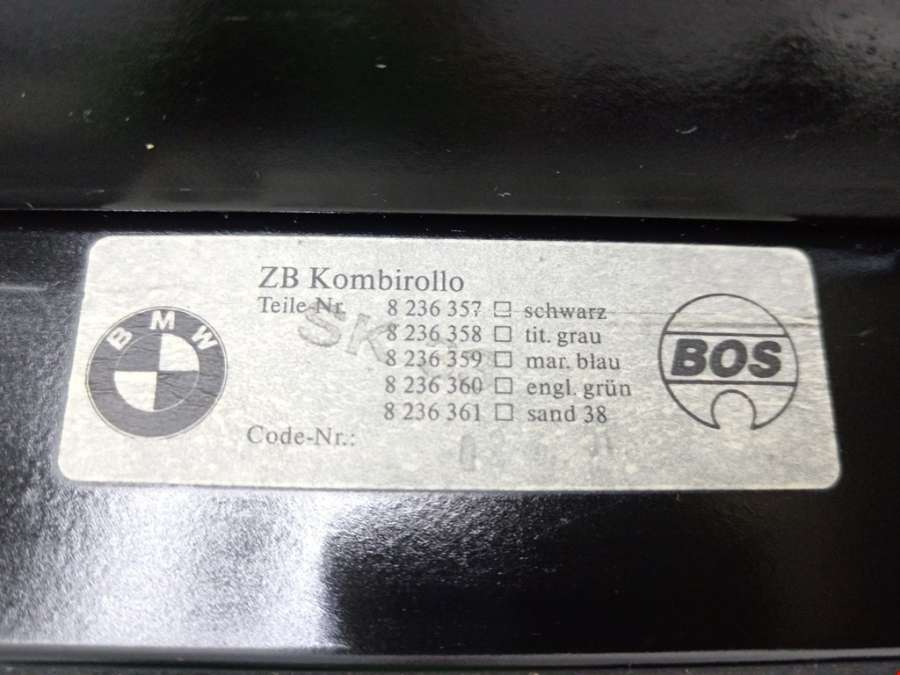 ZB Kombirollo
Teile-Nr. 8 236 357 ☐ schwarz
8 236 358 ☐ tit. grau
8 236 359 ☐ mar. blau
8 236 360 ☐ engl. grün
8 236 361 ☐ sand 38
Code-Nr.:
BMW
BOS
SK